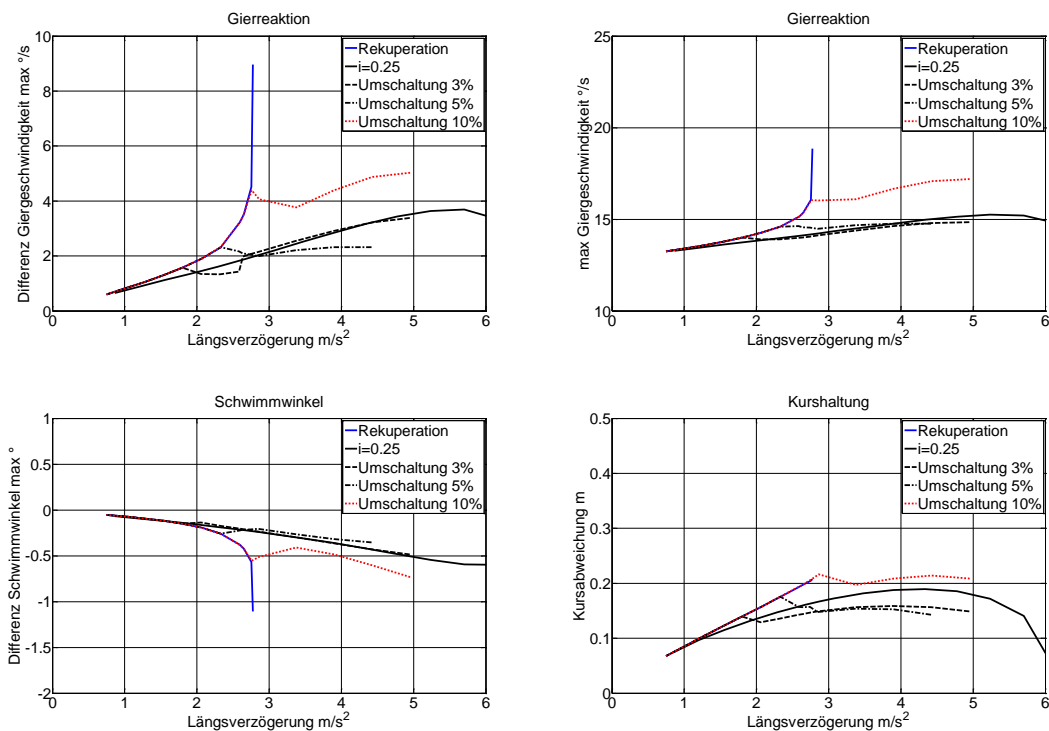 Gierreaktion
Differenz Giergeschwindigkeit max °/s
10
8
6
4
2
0
0 1 2 3 4 5 6
Längsverzögerung m/s²
Rekuperation
i=0.25
Umschaltung 3%
Umschaltung 5%
Umschaltung 10%
Gierreaktion
max Giergeschwindigkeit °/s
25
20
15
10
0 1 2 3 4 5 6
Längsverzögerung m/s²
Rekuperation
i=0.25
Umschaltung 3%
Umschaltung 5%
Umschaltung 10%
Schwimmwinkel
Differenz Schwimmwinkel max °
1
0.5
0
-0.5
-1
-1.5
-2
0 1 2 3 4 5 6
Längsverzögerung m/s²
Rekuperation
i=0.25
Umschaltung 3%
Umschaltung 5%
Umschaltung 10%
Kurshaltung
Kursabweichung m
0.5
0.4
0.3
0.2
0.1
0
0 1 2 3 4 5 6
Längsverzögerung m/s²
Rekuperation
i=0.25
Umschaltung 3%
Umschaltung 5%
Umschaltung 10%